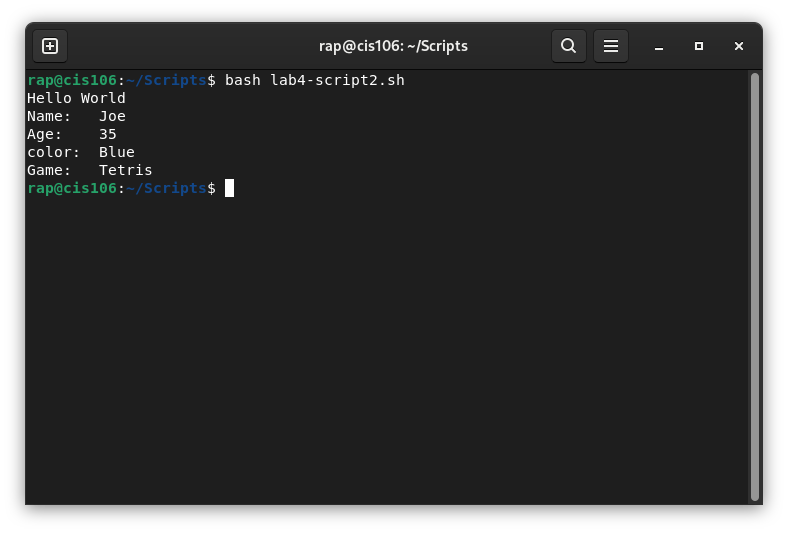 rap@cis106: ~/Scripts
rap@cis106:~/Scripts$ bash lab4-script2.sh
Hello World
Name:   Joe
Age:    35
color:  Blue
Game:   Tetris
rap@cis106:~/Scripts$